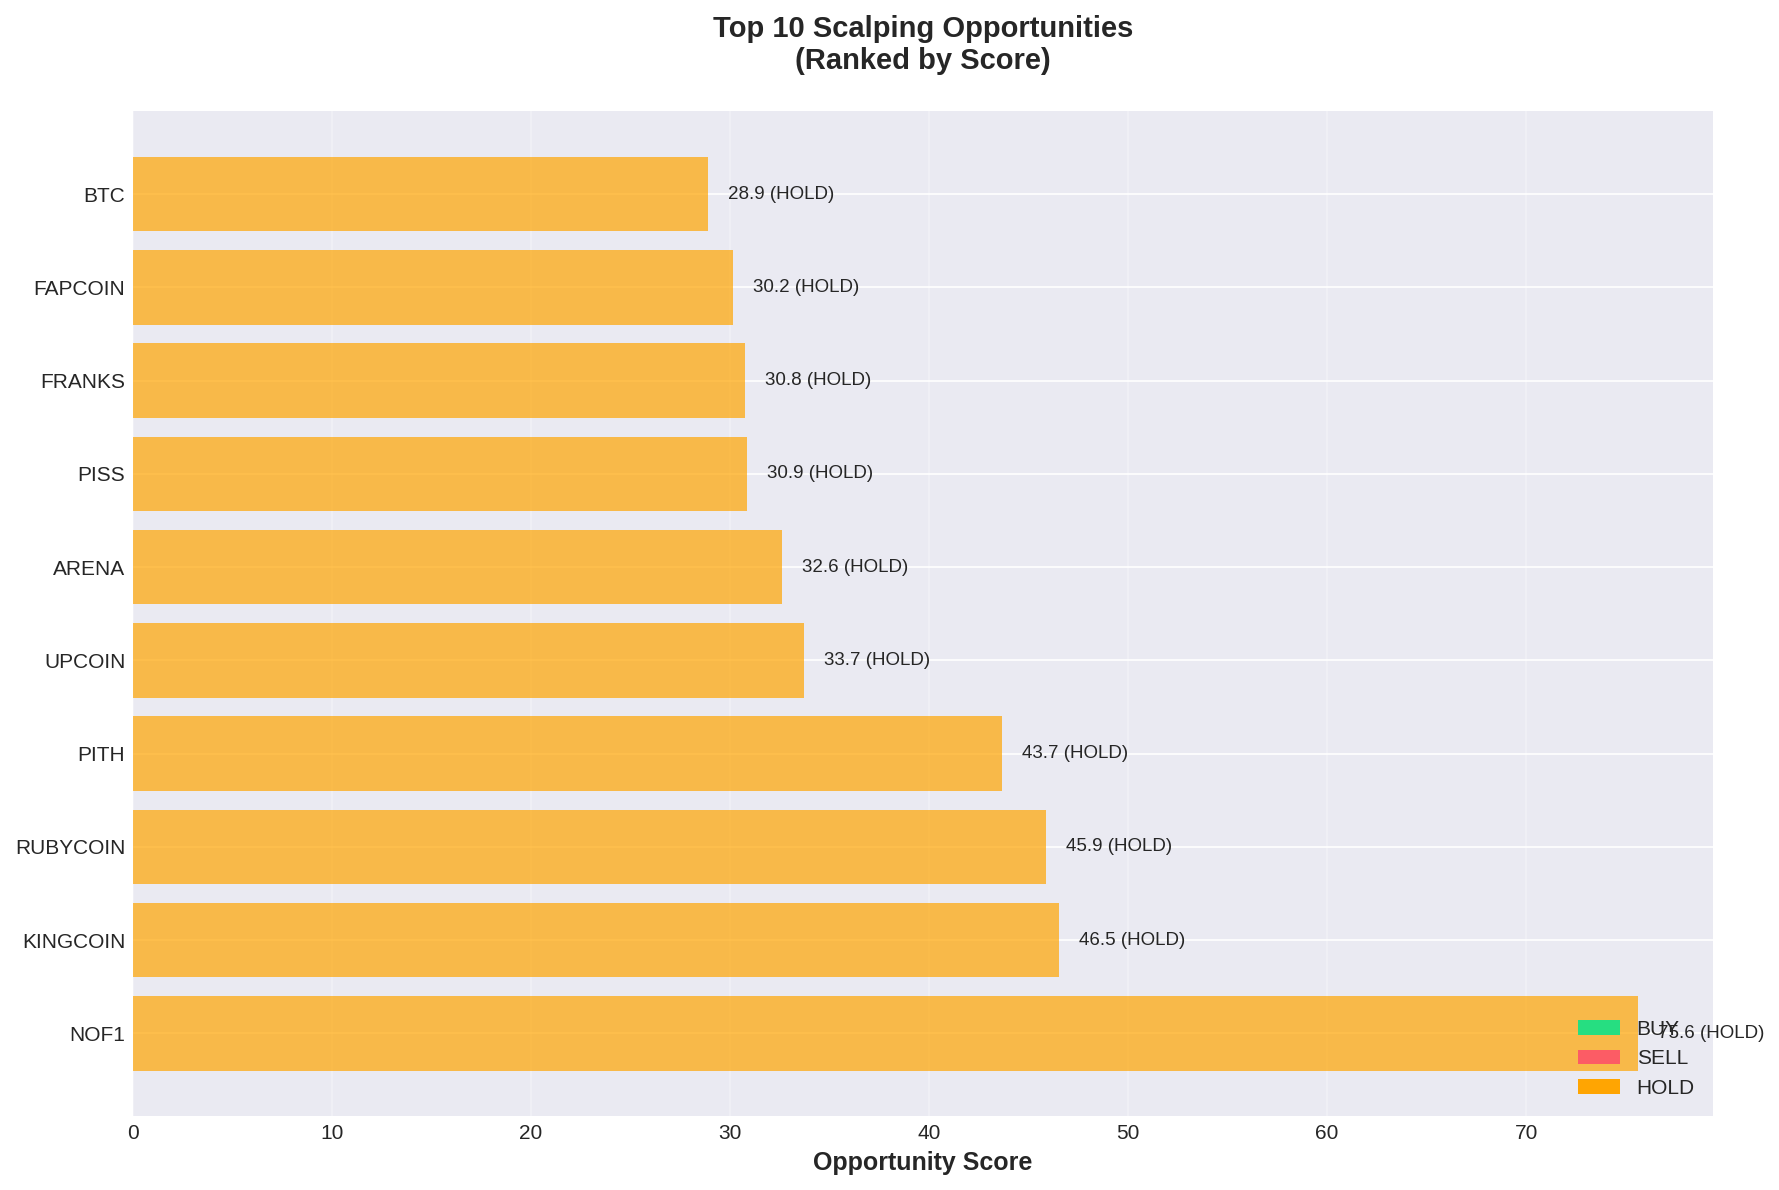 Top 10 Scalping Opportunities
(Ranked by Score)
BTC
28.9 (HOLD)
FAPCOIN
30.2 (HOLD)
FRANKS
30.8 (HOLD)
PISS
30.9 (HOLD)
ARENA
32.6 (HOLD)
UPCOIN
33.7 (HOLD)
PITH
43.7 (HOLD)
RUBYCOIN
45.9 (HOLD)
KINGCOIN
46.5 (HOLD)
NOF1
75.6 (HOLD)
BUY
SELL
HOLD
0 10 20 30 40 50 60 70
Opportunity Score